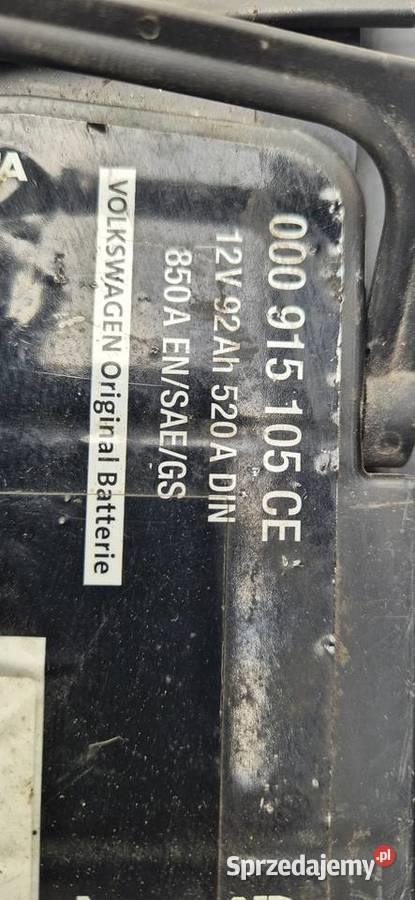 000 915 105 CE
12V 92Ah 520A DIN
850A EN/SAE/GS
VOLKSWAGEN Original Batterie
Sprzedajemy.pl